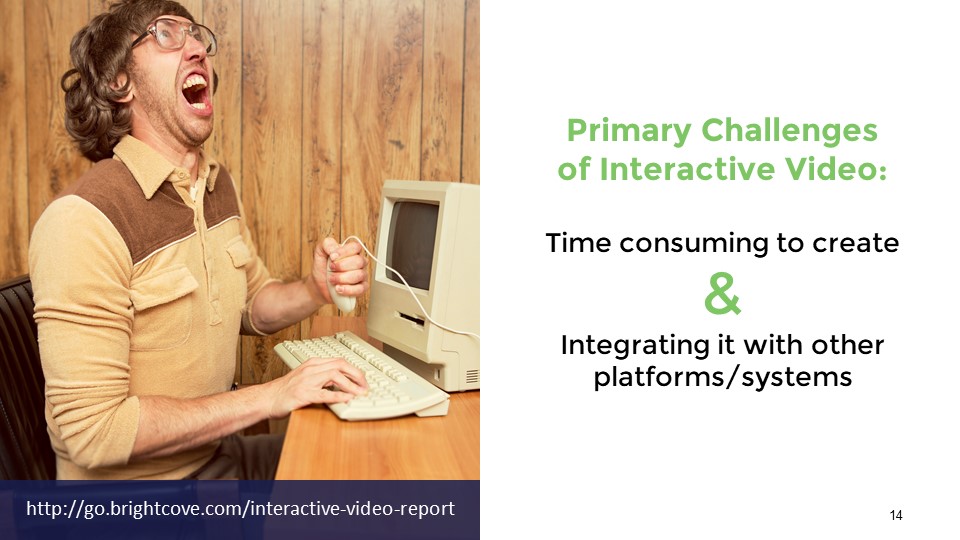 Primary Challenges
of Interactive Video:
Time consuming to create
&
Integrating it with other
platforms/systems
http://go.brightcove.com/interactive-video-report
14